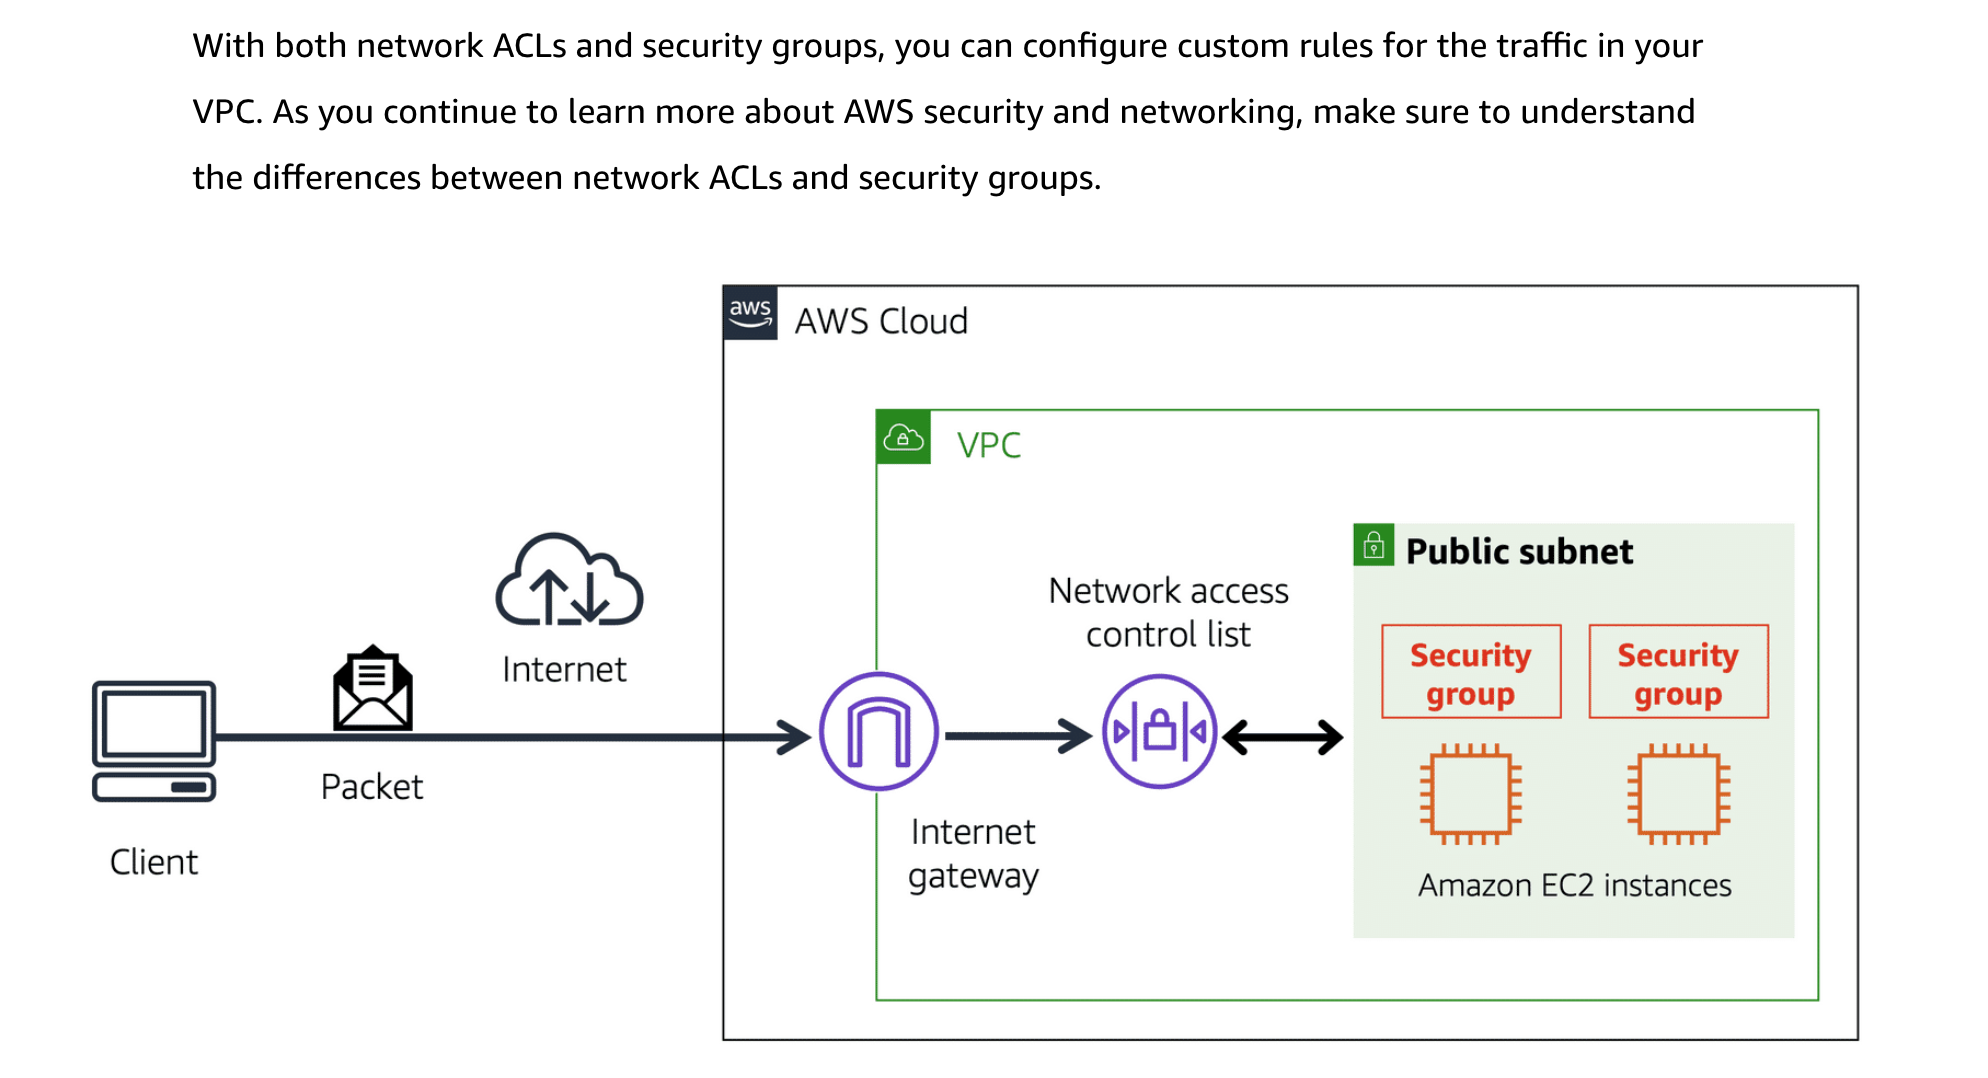 With both network ACLs and security groups, you can configure custom rules for the traffic in your
VPC. As you continue to learn more about AWS security and networking, make sure to understand
the differences between network ACLs and security groups.
aws
AWS Cloud
VPC
Public subnet
Network access
control list
Security
group
Security
group
Internet
Packet
Client
Internet
gateway
Amazon EC2 instances